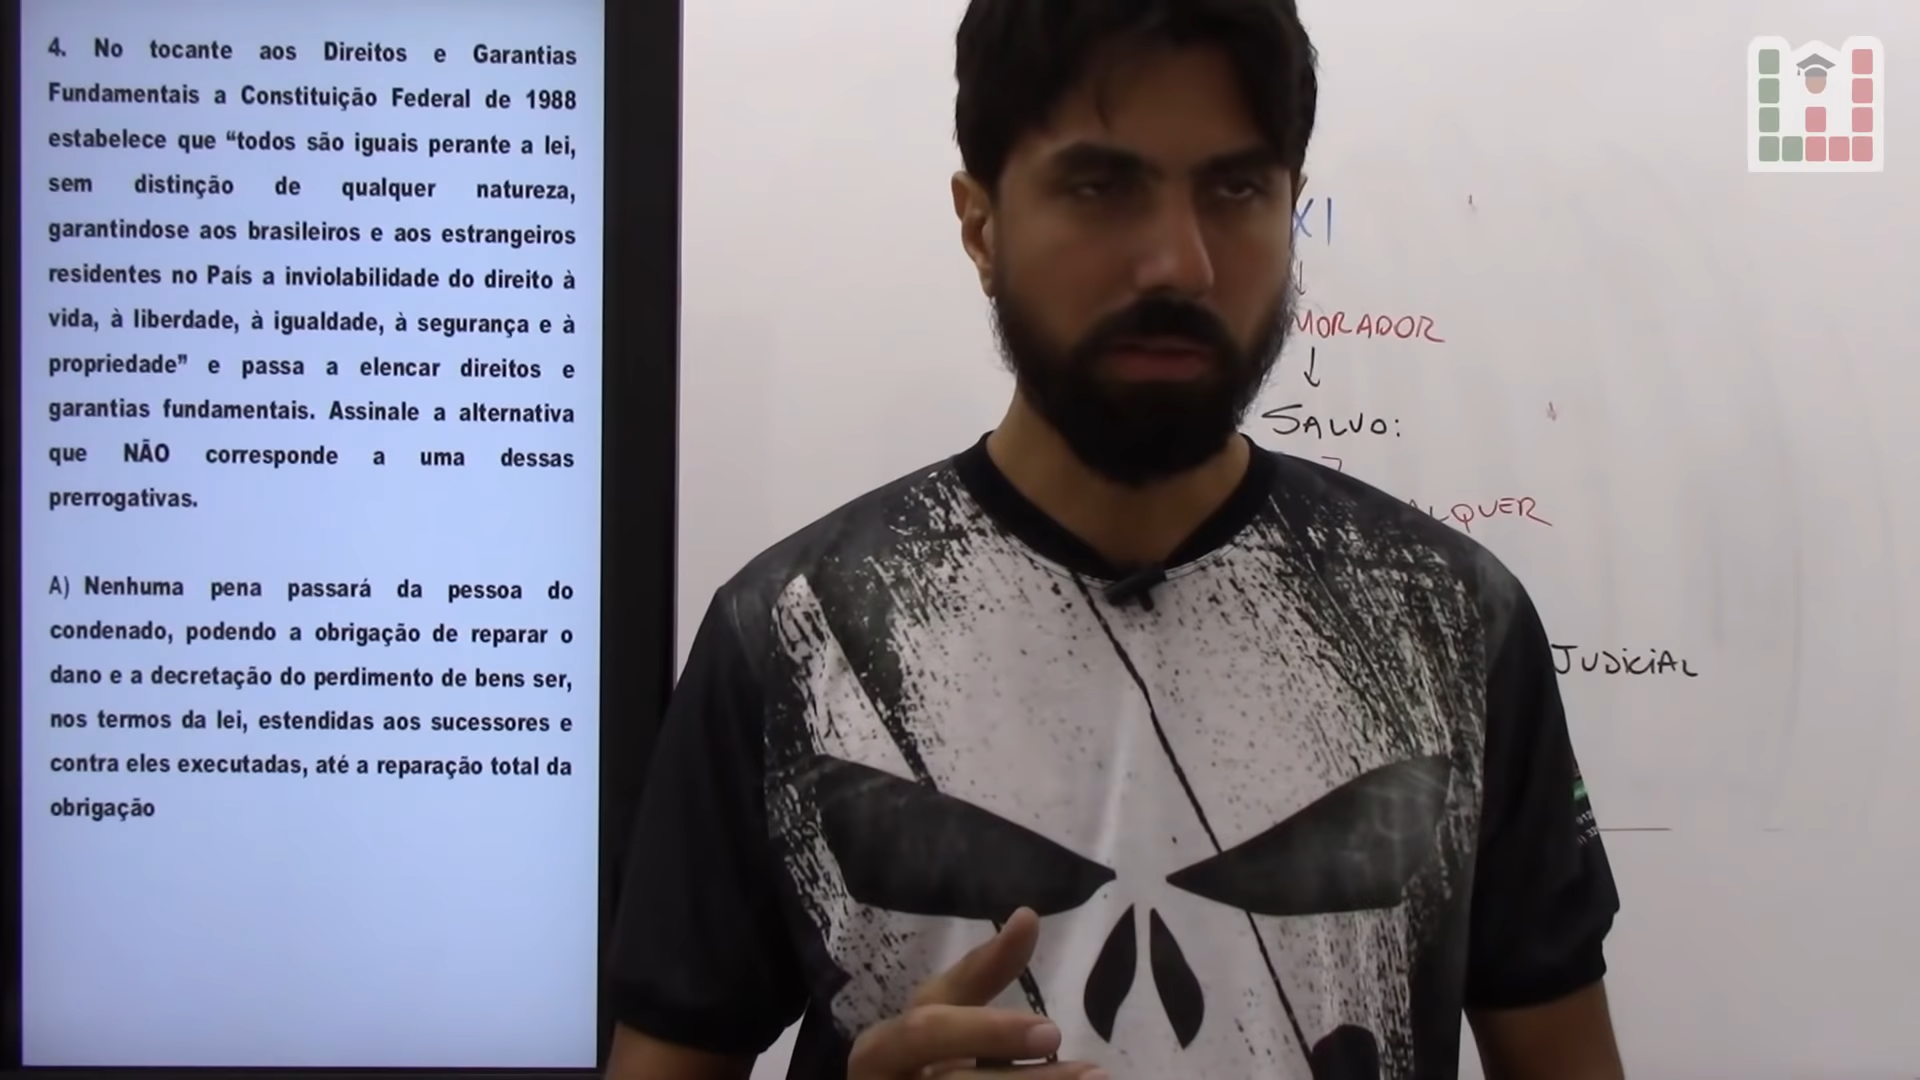 4. No tocante aos Direitos e Garantias
Fundamentais a Constituição Federal de 1988
estabelece que “todos são iguais perante a lei,
sem distinção de qualquer natureza,
garantindose aos brasileiros e aos estrangeiros
residentes no País a inviolabilidade do direito à
vida, à liberdade, à igualdade, à segurança e à
propriedade” e passa a elencar direitos e
garantias fundamentais. Assinale a alternativa
que NÃO corresponde a uma dessas
prerrogativas.
A) Nenhuma pena passará da pessoa do
condenado, podendo a obrigação de reparar o
dano e a decretação do perdimento de bens ser,
nos termos da lei, estendidas aos sucessores e
contra eles executadas, até a reparação total da
obrigação
XI
MORADOR
SALVO:
LQUER
JUDICIAL